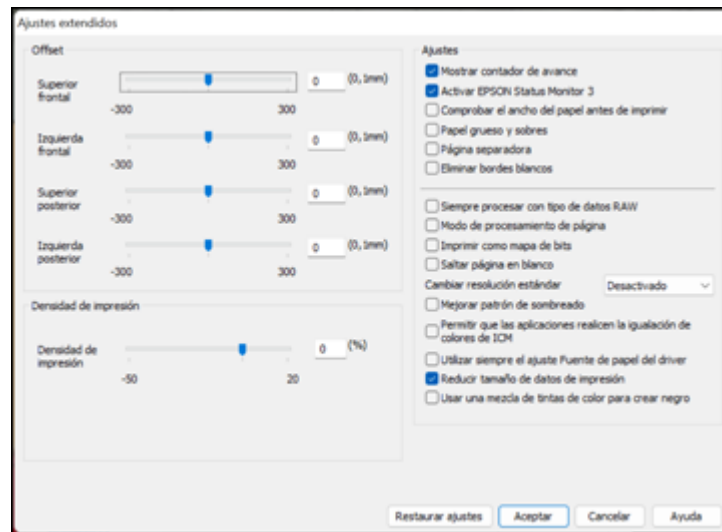 Ajustes extendidos
Offset
Superior
frontal
0
(0,1mm)
-300
300
Izquierda
frontal
0
(0,1mm)
-300
300
Superior
posterior
0
(0,1mm)
-300
300
Izquierda
posterior
0
(0,1mm)
-300
300
Densidad de impresión
Densidad de
impresión
0
(%)
-50
20
Ajustes
Mostrar contador de avance
Activar EPSON Status Monitor 3
Comprobar el ancho del papel antes de imprimir
Papel grueso y sobres
Página separadora
Eliminar bordes blancos
Siempre procesar con tipo de datos RAW
Modo de procesamiento de página
Imprimir como mapa de bits
Saltar página en blanco
Cambiar resolución estándar Desactivado
Mejorar patrón de sombreado
Permitir que las aplicaciones realicen la igualación de
colores de ICM
Utilizar siempre el ajuste Fuente de papel del driver
Reducir tamaño de datos de impresión
Usar una mezcla de tintas de color para crear negro
Restaurar ajustes Aceptar Cancelar Ayuda